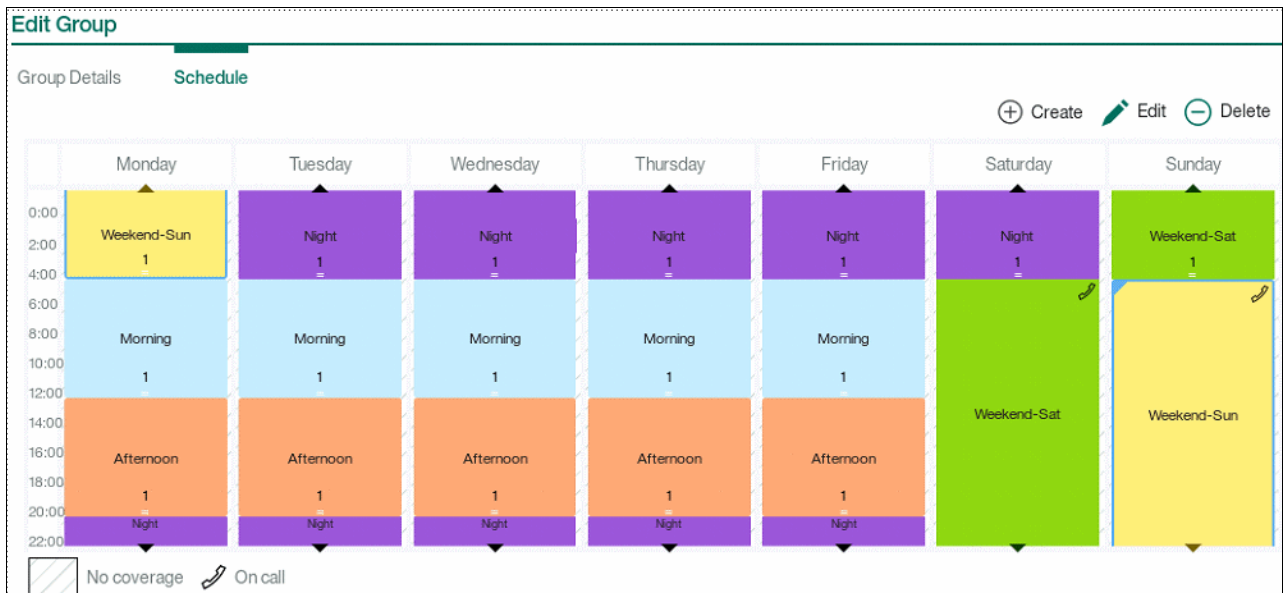 Edit Group
Group Details Schedule
Create Edit Delete
Monday Tuesday Wednesday Thursday Friday Saturday Sunday
0:00
Weekend-Sun Night Night Night Night Night Weekend-Sat
2:00
1 1 1 1 1 1 1
4:00
6:00
8:00
Morning Morning Morning Morning Morning
10:00
1 1 1 1 1
12:00
Weekend-Sat Weekend-Sun
14:00
16:00
Afternoon Afternoon Afternoon Afternoon Afternoon
18:00
1 1 1 1 1
20:00
Night Night Night Night Night
22:00
No coverage On call